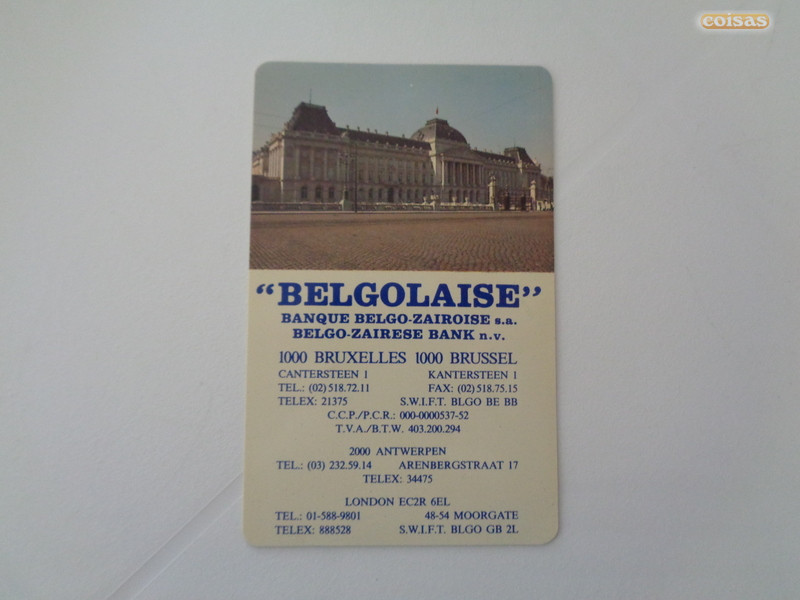 coisas
“BELGOLAISE”
BANQUE BELGO-ZAIROISE s.a.
BELGO-ZAIRESE BANK n.v.
1000 BRUXELLES 1000 BRUSSEL
CANTERSTEEN 1 KANTERSTEEN 1
TEL.: (02) 518.72.11 FAX: (02) 518.75.15
TELEX: 21375 S.W.I.F.T. BLGO BE BB
C.C.P./P.C.R.: 000-0000537-52
T.V.A./B.T.W. 403.200.294
2000 ANTWERPEN
TEL.: (03) 232.59.14 ARENBERGSTRAAT 17
TELEX: 34475
LONDON EC2R 6EL
TEL.: 01-588-9801 48-54 MOORGATE
TELEX: 888528 S.W.I.F.T. BLGO GB 2L